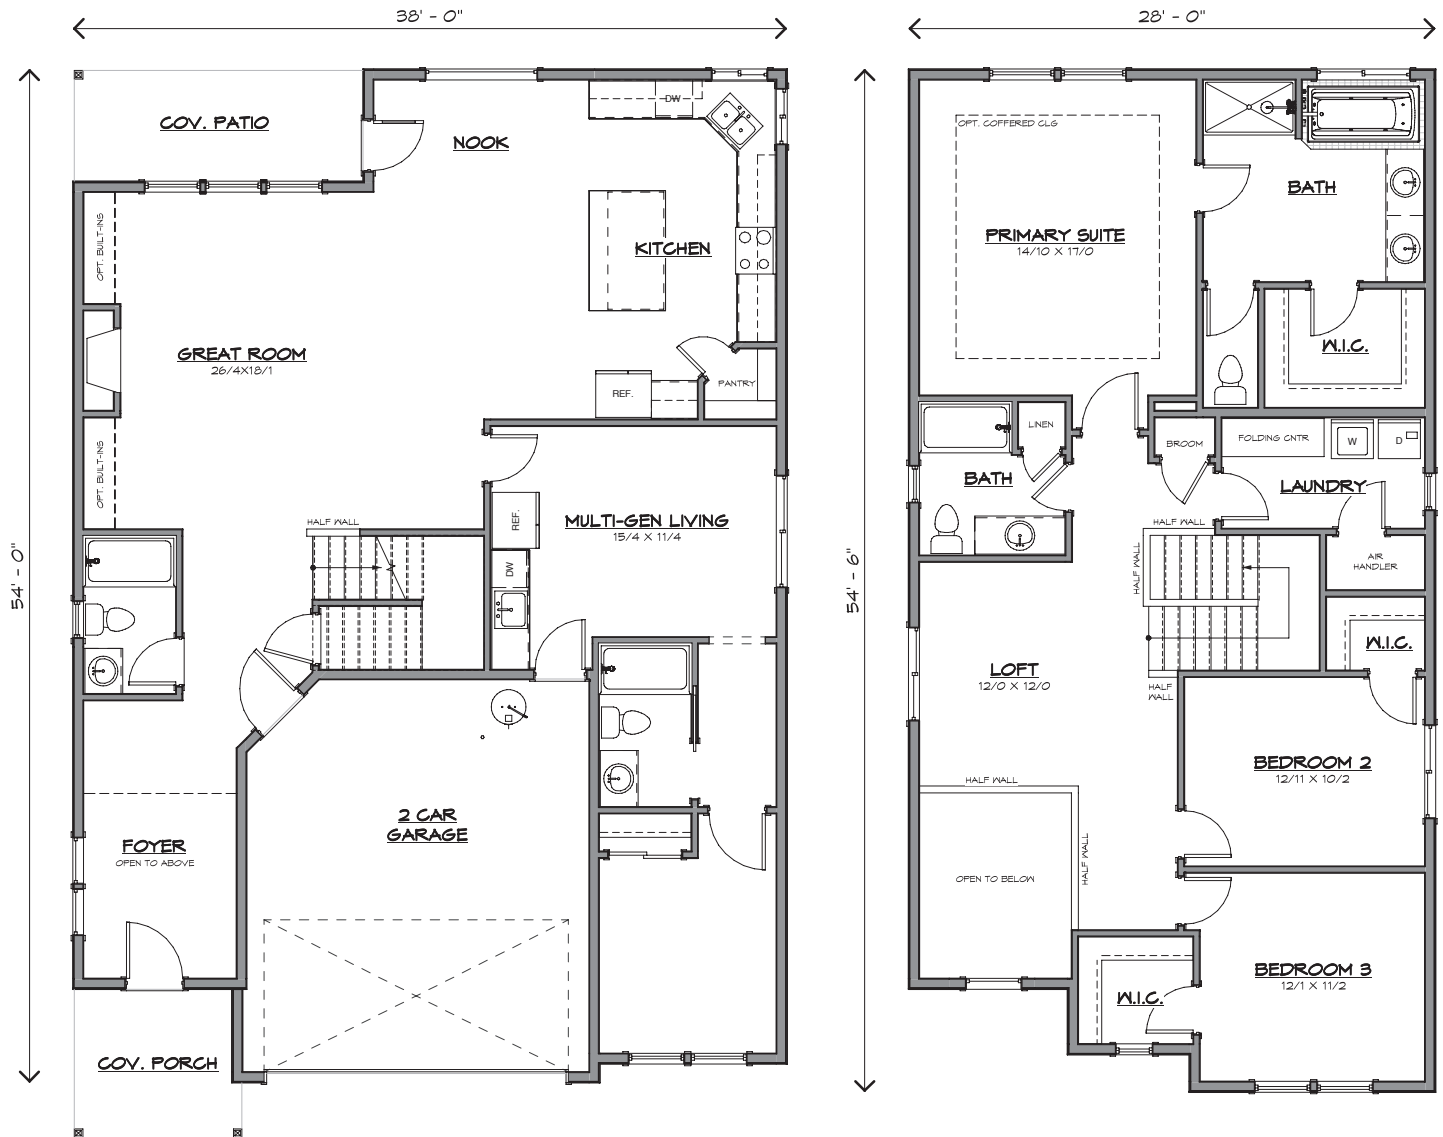 38' - 0"
54' - 0"
COV. PATIO
NOOK
DW
KITCHEN
OPT. BUILT-INS
GREAT ROOM
26/4X18/1
REF.
PANTRY
OPT. BUILT-INS
HALF WALL
REF.
MULTI-GEN LIVING
15/4 X 11/4
DW
2 CAR
GARAGE
FOYER
OPEN TO ABOVE
COV. PORCH
28' - 0"
54' - 6"
OPT. COFFERED CLG
PRIMARY SUITE
14/10 X 17/0
BATH
W.I.C.
LINEN
BROOM
FOLDING CNTR
W
D
BATH
LAUNDRY
HALF WALL
HALF WALL
AIR
HANDLER
W.I.C.
LOFT
12/0 X 12/0
HALF
WALL
HALF WALL
HALF WALL
OPEN TO BELOW
BEDROOM 2
12/11 X 10/2
BEDROOM 3
12/1 X 11/2
W.I.C.